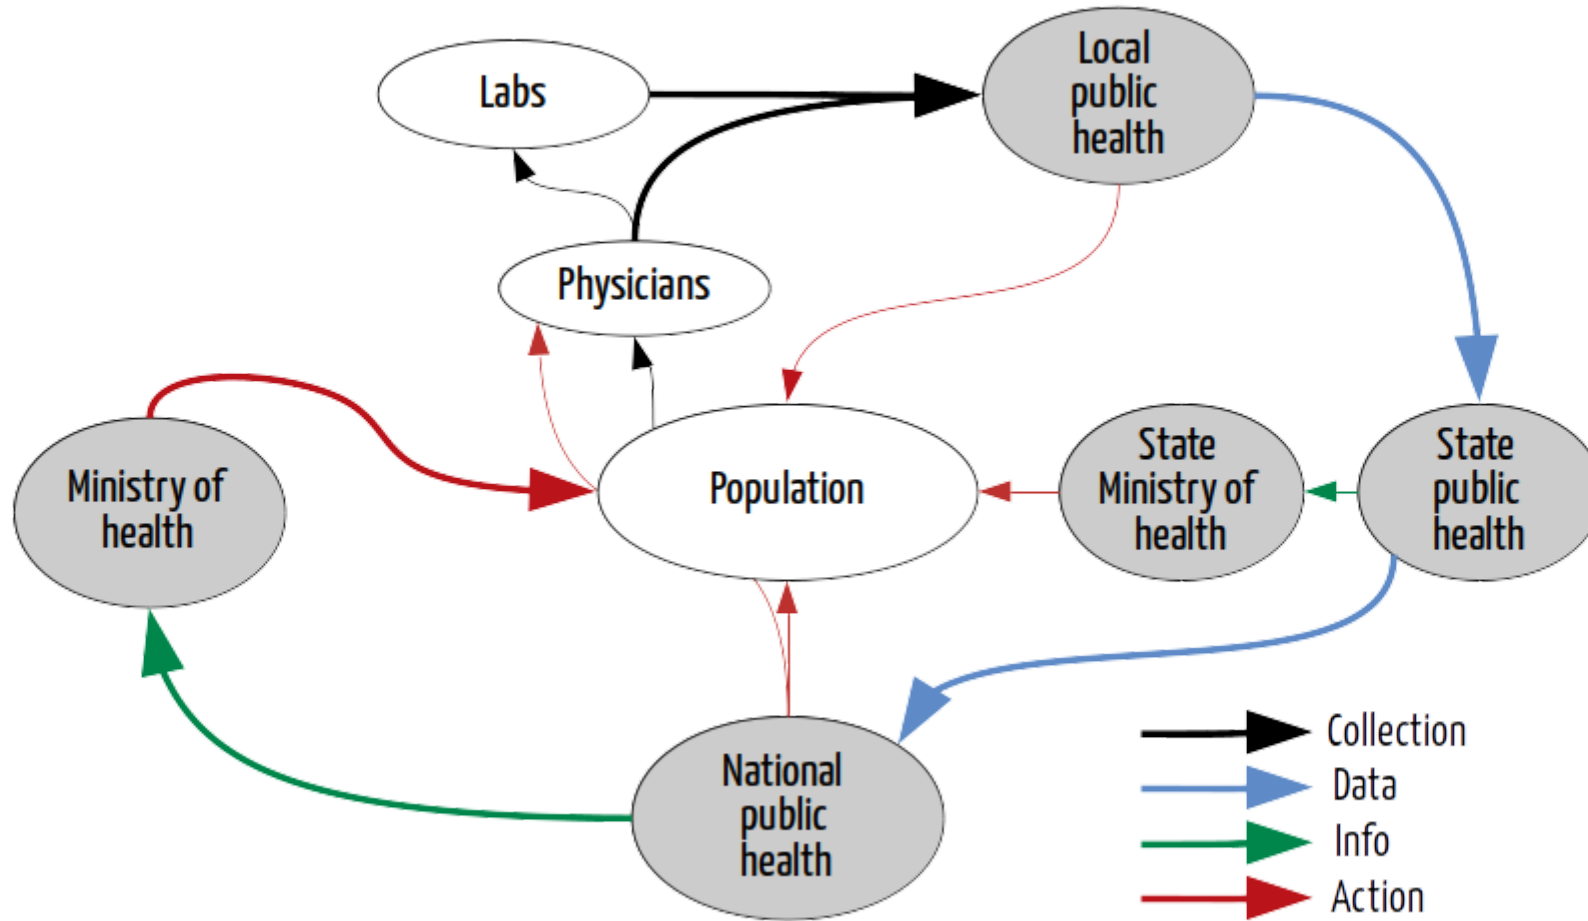 Labs
Local
public
health
Physicians
Ministry of
health
Population
State
Ministry of
health
State
public
health
National
public
health
Collection
Data
Info
Action